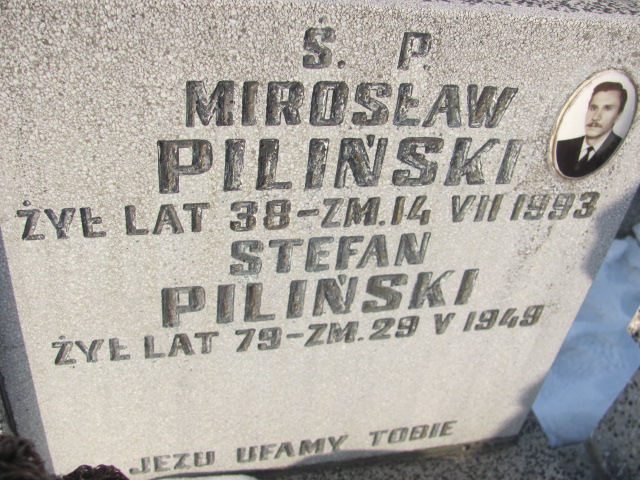 Ś. P.
MIROSŁAW
PILIŃSKI
ŻYŁ LAT 38-ZM.14 VII 1993
STEFAN
PILIŃSKI
ŻYŁ LAT 79-ZM.29 V 1949
JEZU UFAMY TOBIE